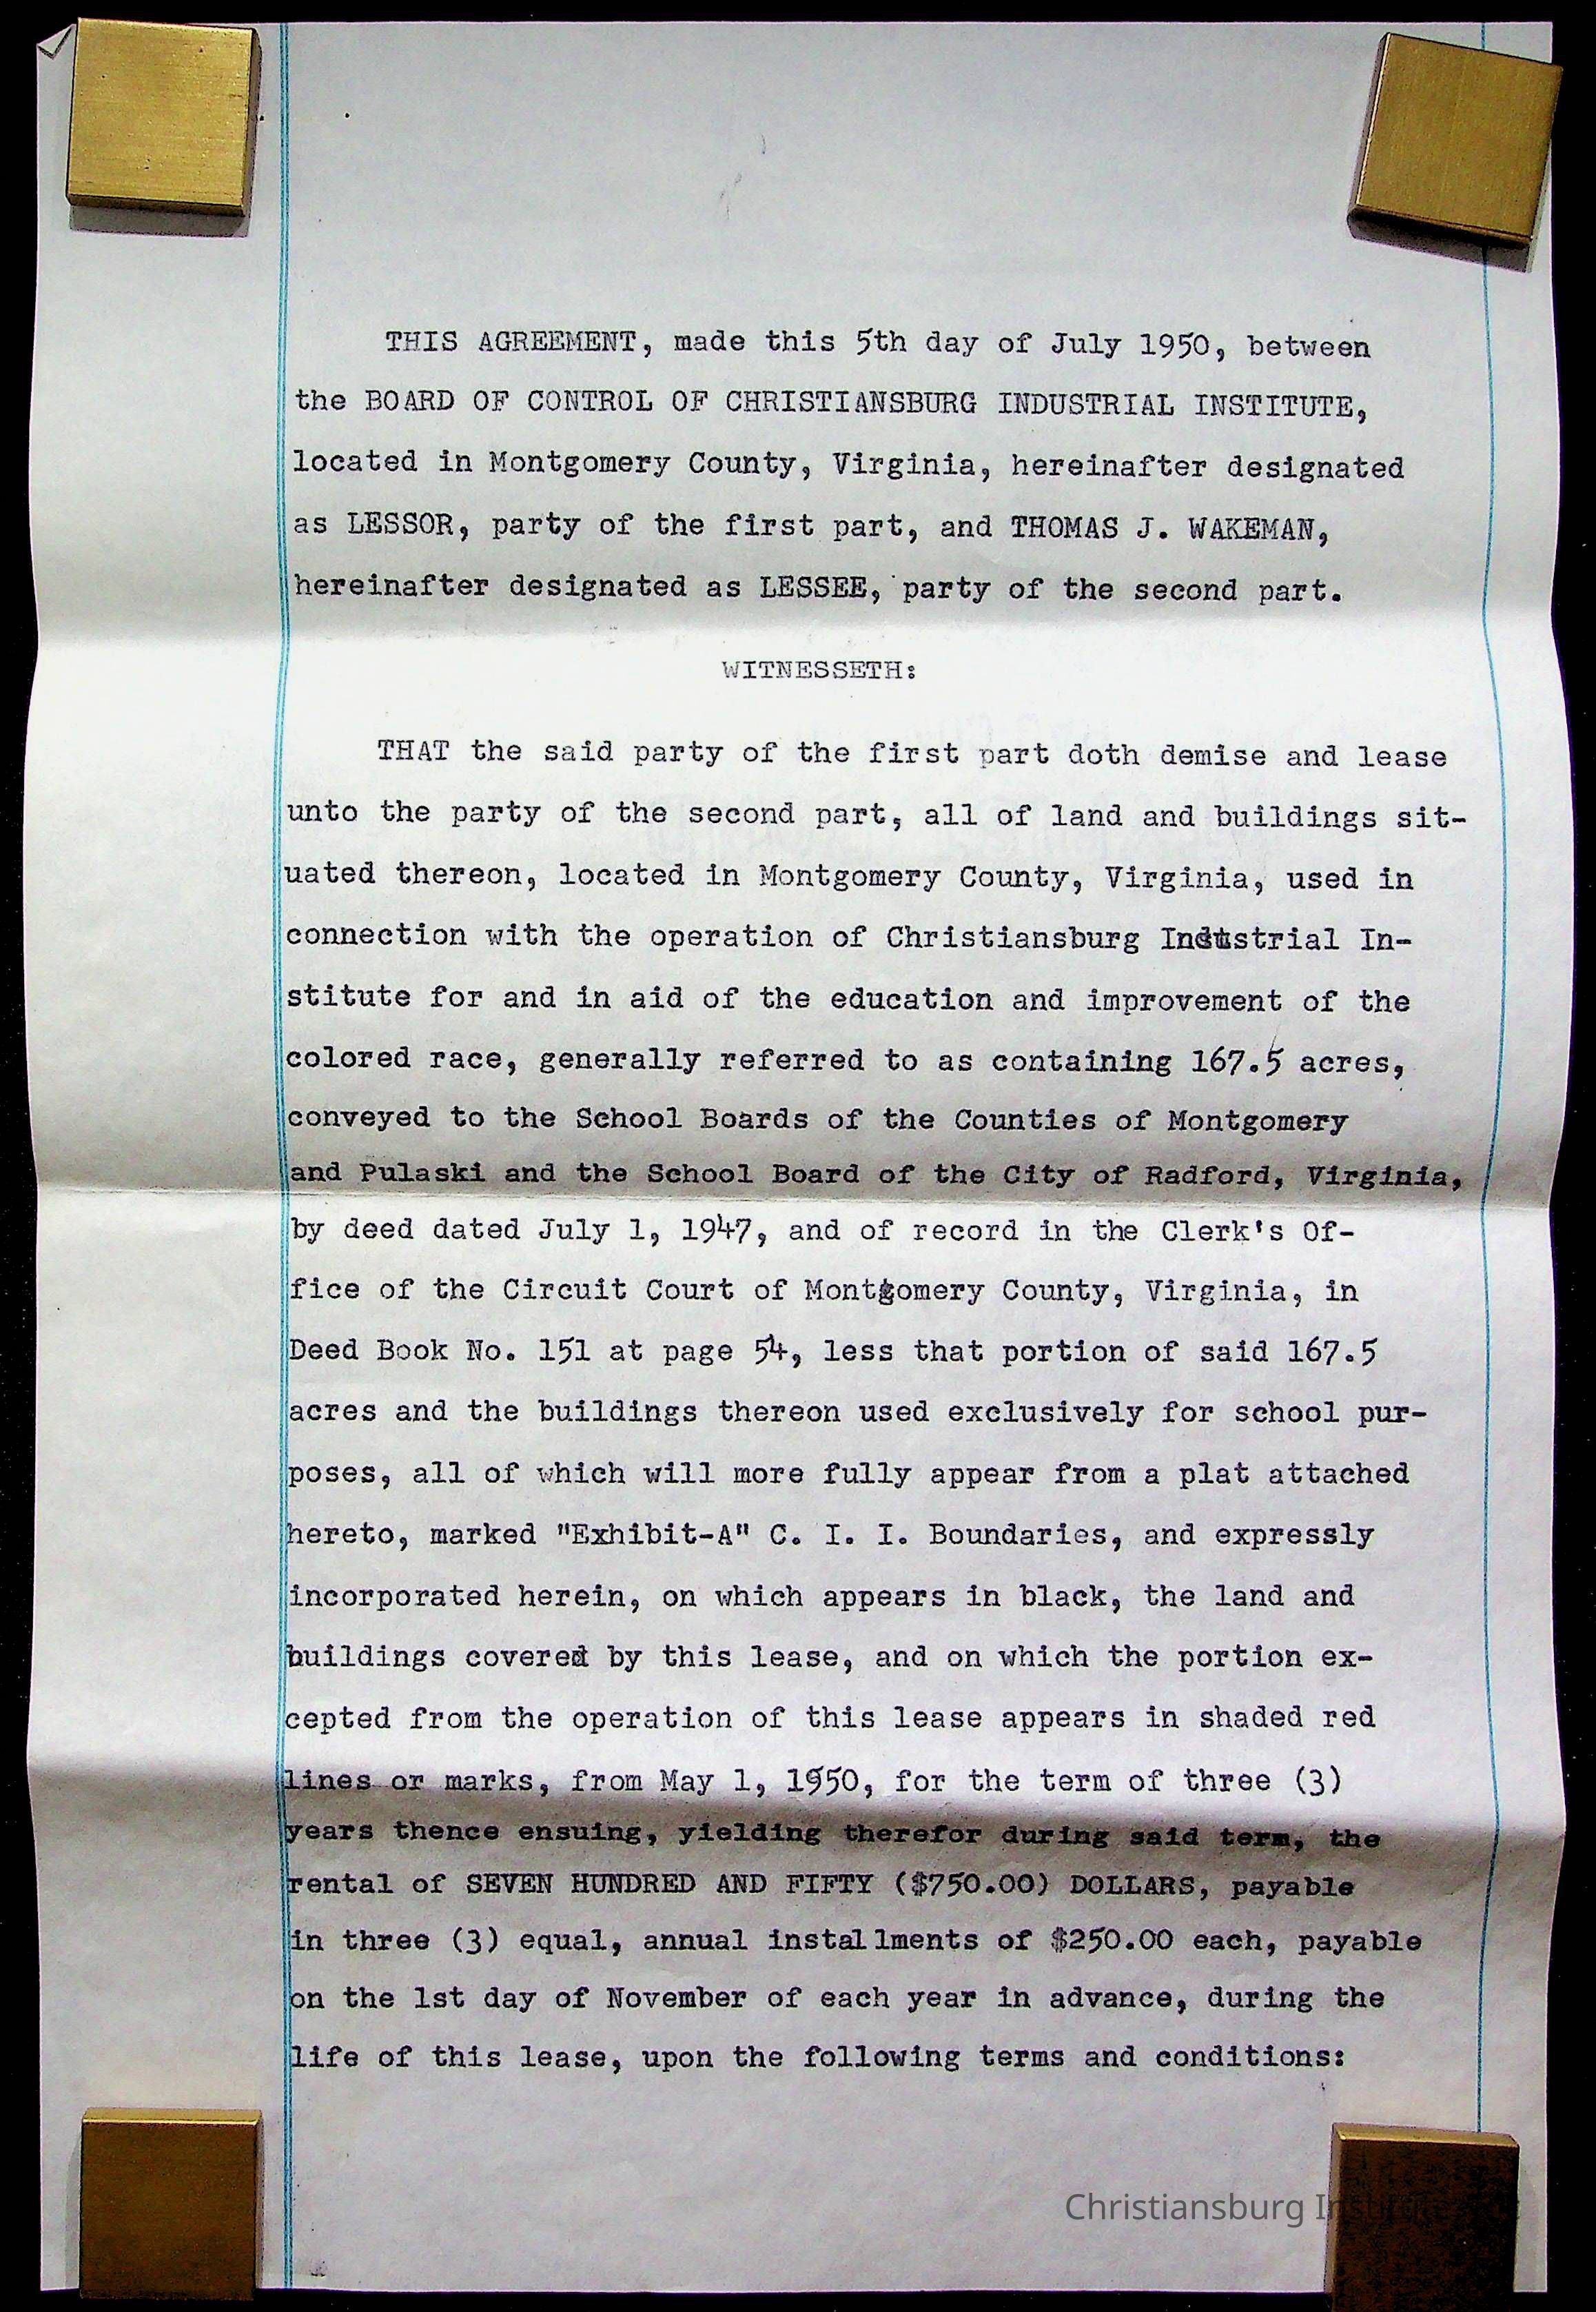 THIS AGREEMENT, made this 5th day of July 1950, between
the BOARD OF CONTROL OF CHRISTIANSBURG INDUSTRIAL INSTITUTE,
located in Montgomery County, Virginia, hereinafter designated
as LESSOR, party of the first part, and THOMAS J. WAKEMAN,
hereinafter designated as LESSEE, party of the second part.
WITNESSETH:
THAT the said party of the first part doth demise and lease
unto the party of the second part, all of land and buildings sit-
uated thereon, located in Montgomery County, Virginia, used in
connection with the operation of Christiansburg Industrial In-
stitute for and in aid of the education and improvement of the
colored race, generally referred to as containing 167.5 acres,
conveyed to the School Boards of the Counties of Montgomery
and Pulaski and the School Board of the City of Radford, Virginia,
by deed dated July 1, 1947, and of record in the Clerk's Of-
fice of the Circuit Court of Montgomery County, Virginia, in
Deed Book No. 151 at page 54, less that portion of said 167.5
acres and the buildings thereon used exclusively for school pur-
poses, all of which will more fully appear from a plat attached
hereto, marked "Exhibit-A" C. I. I. Boundaries, and expressly
incorporated herein, on which appears in black, the land and
buildings covered by this lease, and on which the portion ex-
cepted from the operation of this lease appears in shaded red
lines or marks, from May 1, 1950, for the term of three (3)
years thence ensuing, yielding therefor during said term, the
rental of SEVEN HUNDRED AND FIFTY ($750.00) DOLLARS, payable
in three (3) equal, annual installments of $250.00 each, payable
on the 1st day of November of each year in advance, during the
life of this lease, upon the following terms and conditions:
Christiansburg Institute